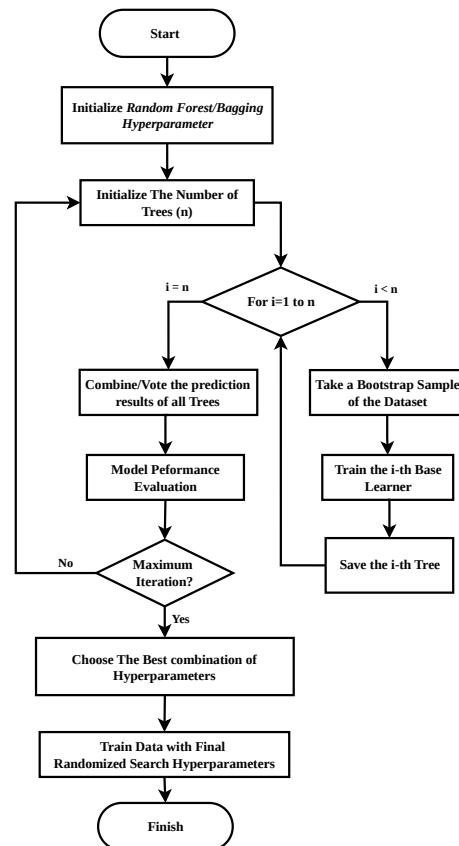 Start
Initialize Random Forest/Bagging
Hyperparameter
Initialize The Number of
Trees (n)
i = n
i < n
For i=1 to n
Combine/Vote the prediction
results of all Trees
Take a Bootstrap Sample
of the Dataset
Model Peformance
Evaluation
Train the i-th Base
Learner
No
Maximum
Iteration?
Save the i-th Tree
Yes
Choose The Best combination of
Hyperparameters
Train Data with Final
Randomized Search Hyperparameters
Finish